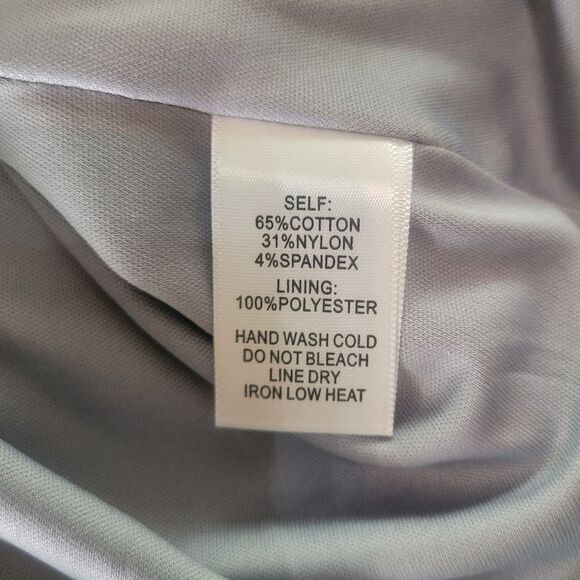 SELF:
65%COTTON
31%NYLON
4%SPANDEX
LINING:
100%POLYESTER
HAND WASH COLD
DO NOT BLEACH
LINE DRY
IRON LOW HEAT